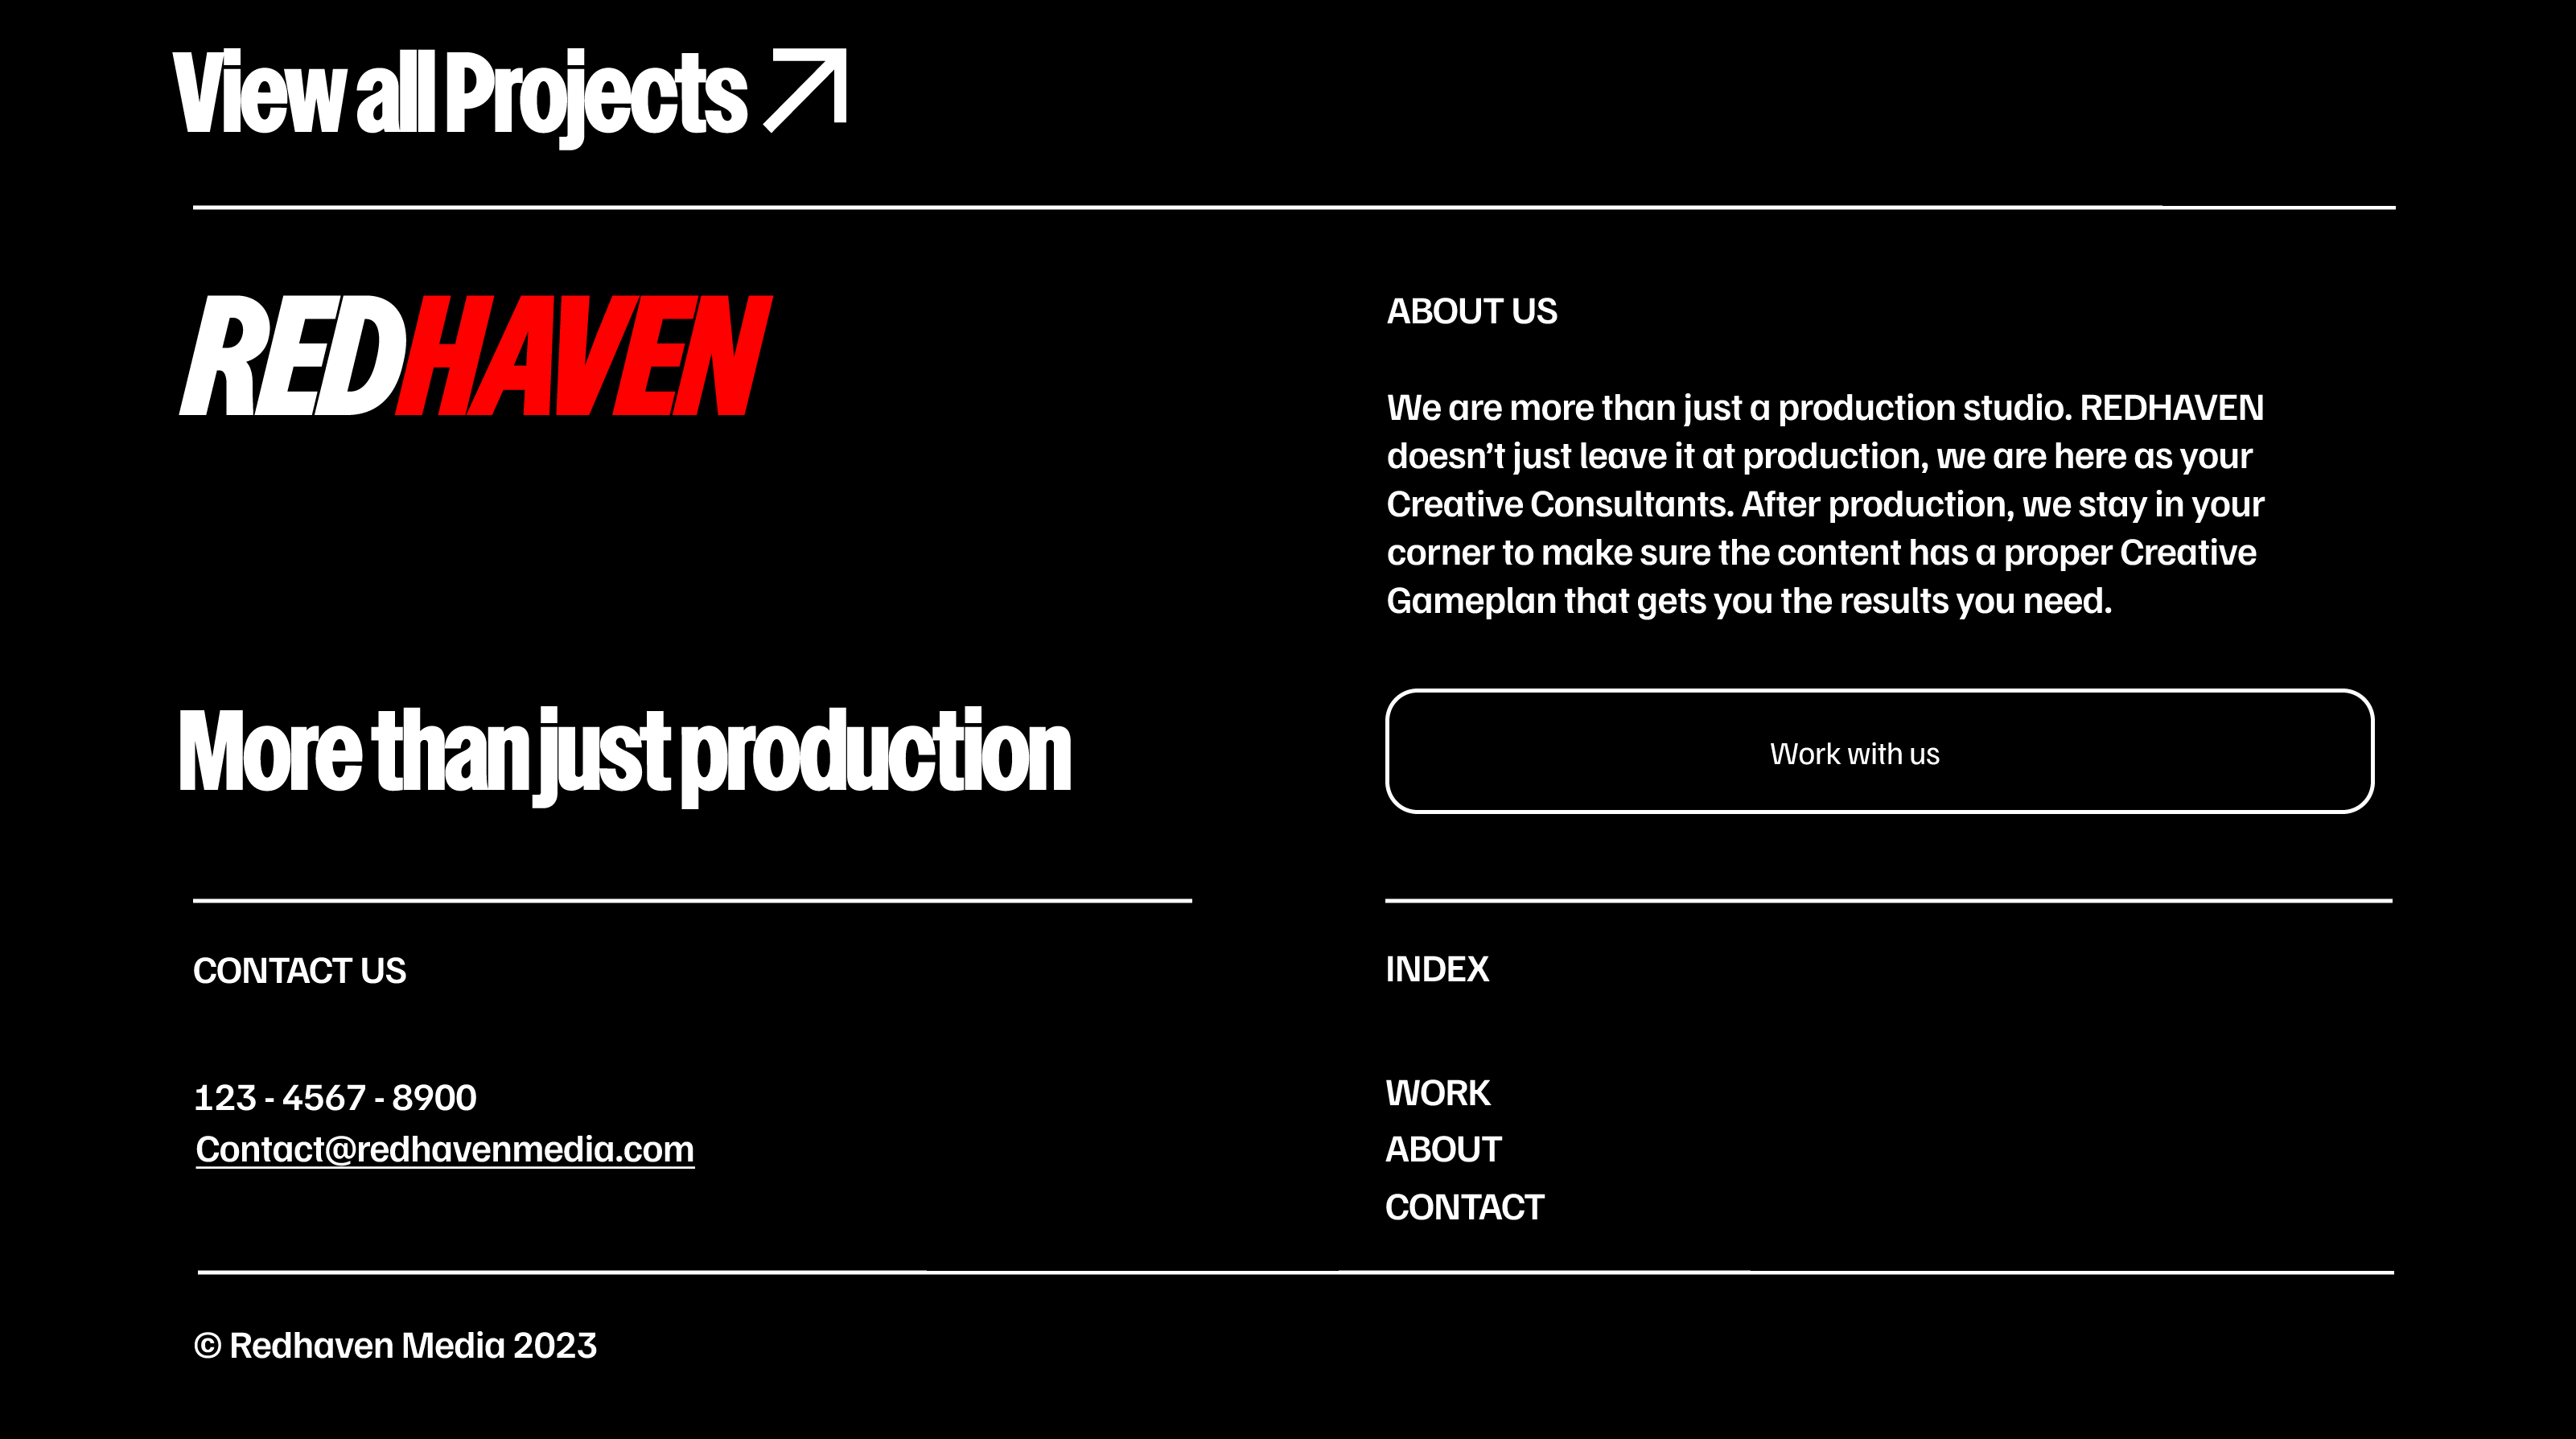 View all Projects
REDHAVEN
More than just production
ABOUT US
We are more than just a production studio. REDHAVEN
doesn’t just leave it at production, we are here as your
Creative Consultants. After production, we stay in your
corner to make sure the content has a proper Creative
Gameplan that gets you the results you need.
Work with us
CONTACT US
123 - 4567 - 8900
Contact@redhavenmedia.com
INDEX
WORK
ABOUT
CONTACT
© Redhaven Media 2023